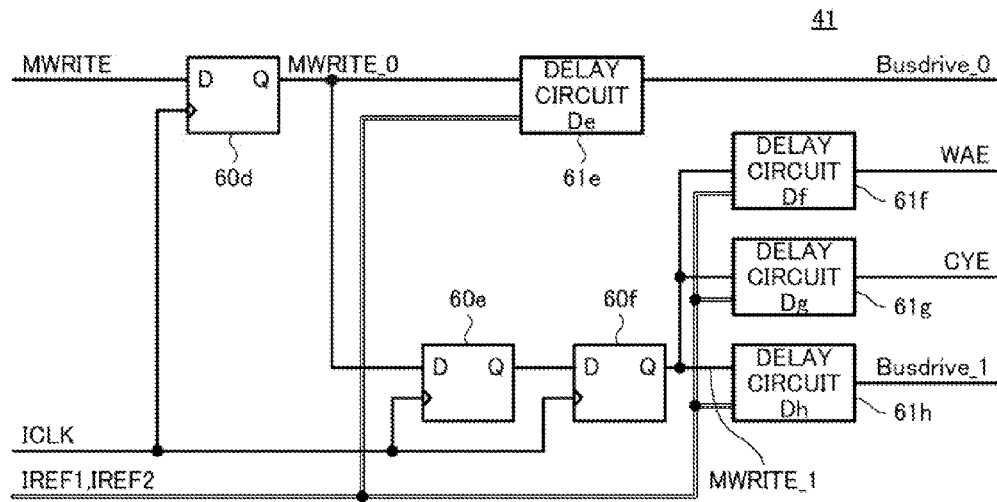 41
MWRITE
D Q
MWRITE_0
DELAY
CIRCUIT
De
Busdrive_0
60d
61e
DELAY
CIRCUIT
Df
WAE
61f
DELAY
CIRCUIT
Dg
CYE
61g
60e
60f
D Q
D Q
DELAY
CIRCUIT
Dh
Busdrive_1
61h
ICLK
IREF1,IREF2
MWRITE_1